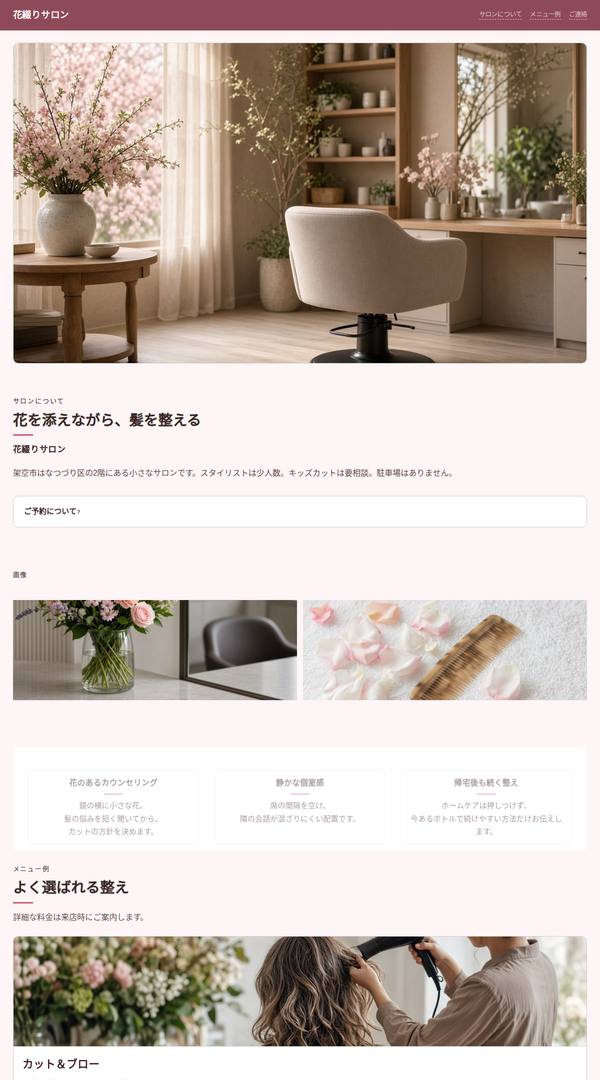 花綴りサロン
サロンについて メニュー例 ご連絡
サロンについて
花を添えながら、髪を整える
花綴りサロン
架空市はなつづり区の2階にある小さなサロンです。スタイリストは少人数。キッズカットは要相談。駐車場はありません。
ご予約について?
画像
花のあるカウンセリング
鏡の横に小さな花。
髪の悩みを短く聞いてから、
カットの方針を決めます。
静かな個室感
席の間隔を空け、
隣の会話が混ざりにくい配置です。
帰宅後も続く整え
ホームケアは押しつけず、
今あるボトルで続けやすい方法だけお伝えし
ます。
メニュー例
よく選ばれる整え
詳細な料金は来店時にご案内します。
カット＆ブロー